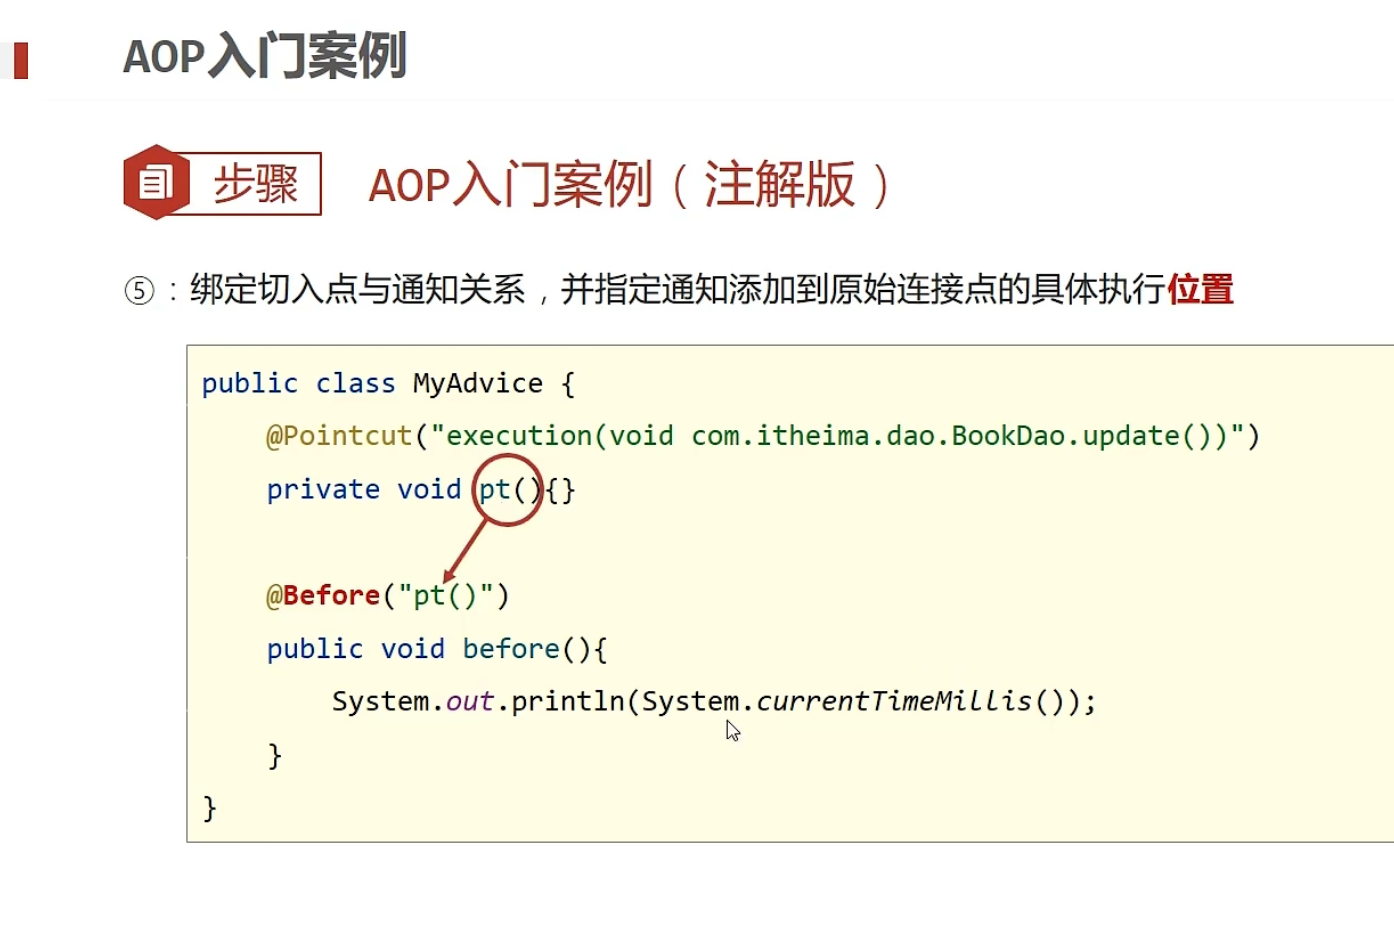 AOP入门案例
步骤
AOP入门案例（注解版）
⑤：绑定切入点与通知关系，并指定通知添加到原始连接点的具体执行位置
public class MyAdvice {
    @Pointcut("execution(void com.itheima.dao.BookDao.update())")
    private void pt(){}
    @Before("pt()")
    public void before(){
        System.out.println(System.currentTimeMillis());
    }
}